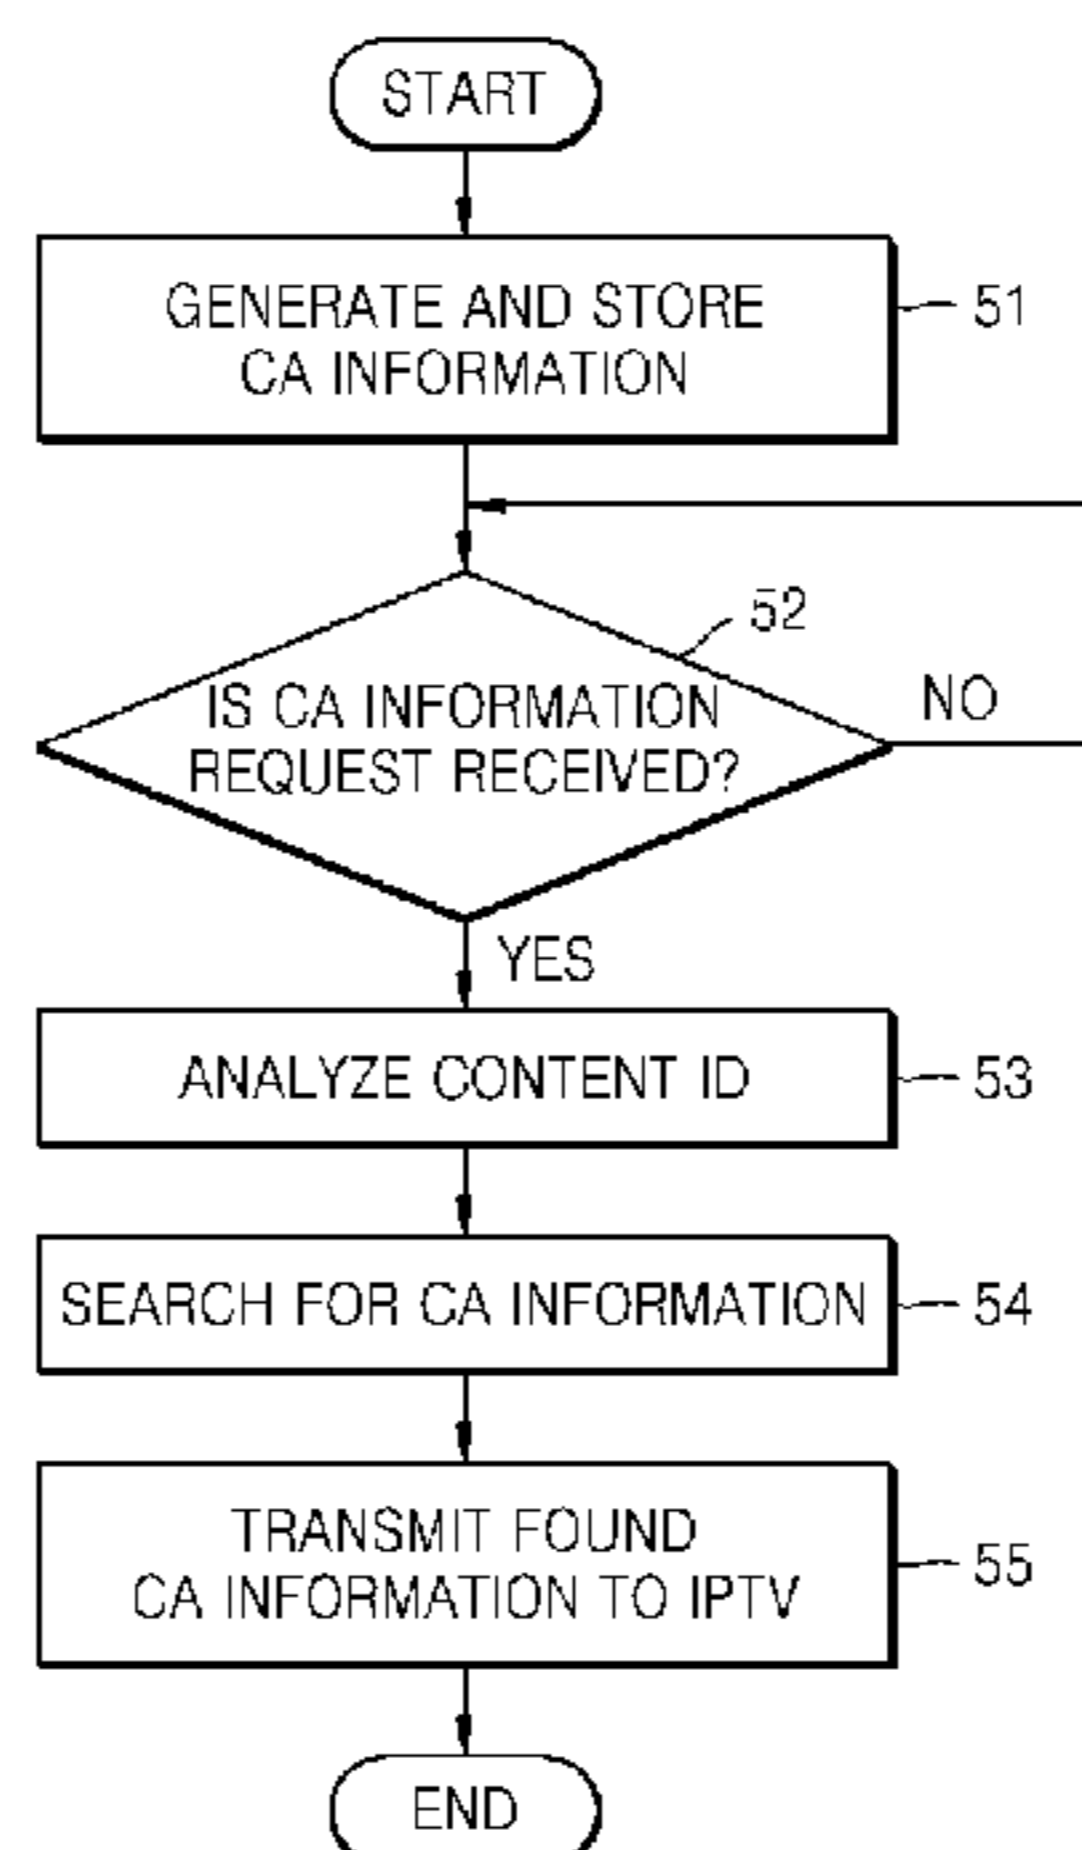 START
GENERATE AND STORE
CA INFORMATION
51
52
IS CA INFORMATION
REQUEST RECEIVED?
NO
YES
ANALYZE CONTENT ID
53
SEARCH FOR CA INFORMATION
54
TRANSMIT FOUND
CA INFORMATION TO IPTV
55
END